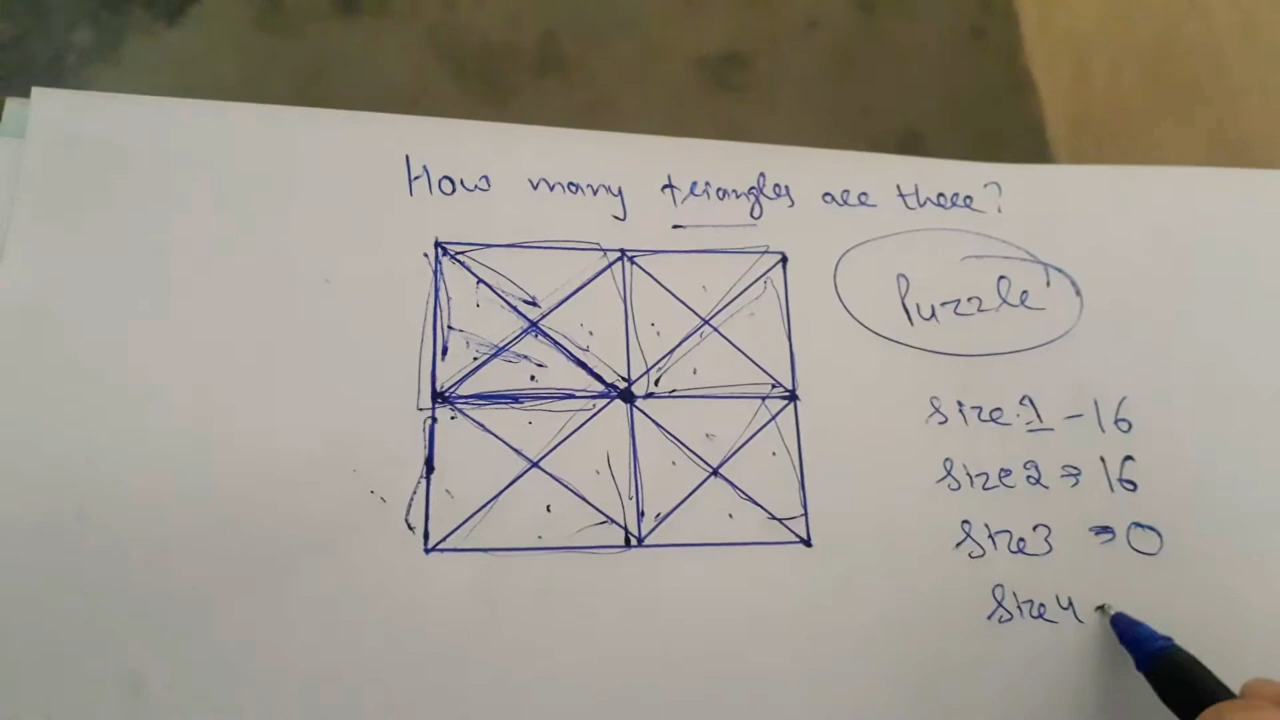 How many triangles are there?
Puzzle
Size 1 - 16
Size 2 → 16
Size 3 → 0
Size 4